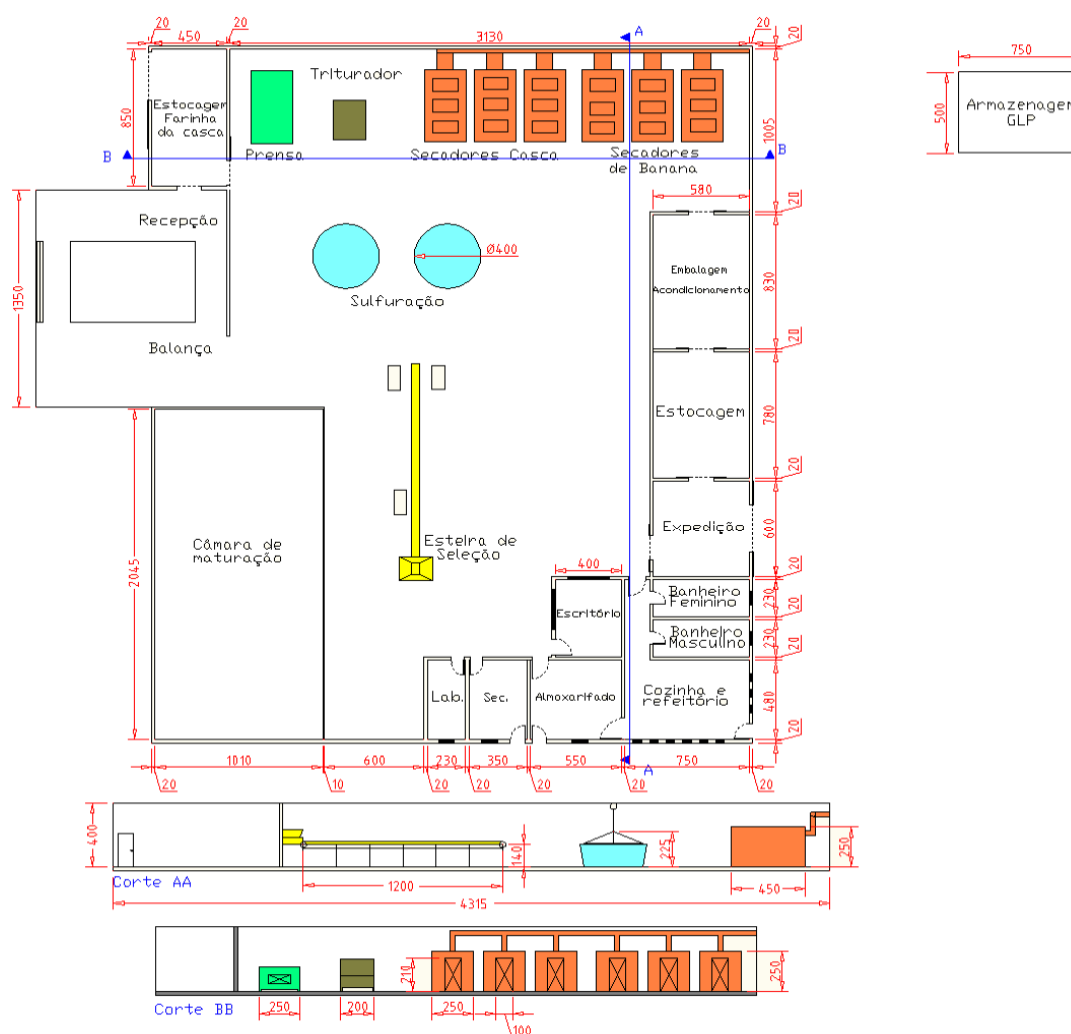 20
450
20
3130
20
A
20
750
500
Armazenagem
GLP
850
Estocagem
Farinha
da casca
Triturador
Prensa
Secadores Casca
Secadores
de Banana
1005
B
B
580
20
Recepção
Ø400
Sulfuração
Embalagem
Acondicionamento
830
1350
Balança
20
Estocagem
780
20
Câmara de
maturação
Esteira de
Seleção
Expedição
600
2045
400
20
Escritório
Banheiro
Feminino
230
20
Banheiro
Masculino
230
20
Lab.
Sec.
Almoxarifado
Cozinha e
refeitório
480
20
1010
600
230
350
550
750
A
20
10
20
20
20
20
20
400
140
225
250
Corte AA
1200
450
4315
210
250
Corte BB
250
200
250
100